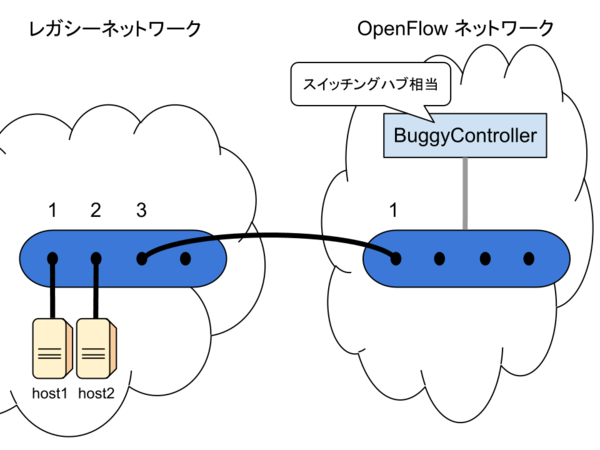 レガシーネットワーク
OpenFlow ネットワーク
スイッチングハブ相当
BuggyController
1
2
3
1
host1
host2